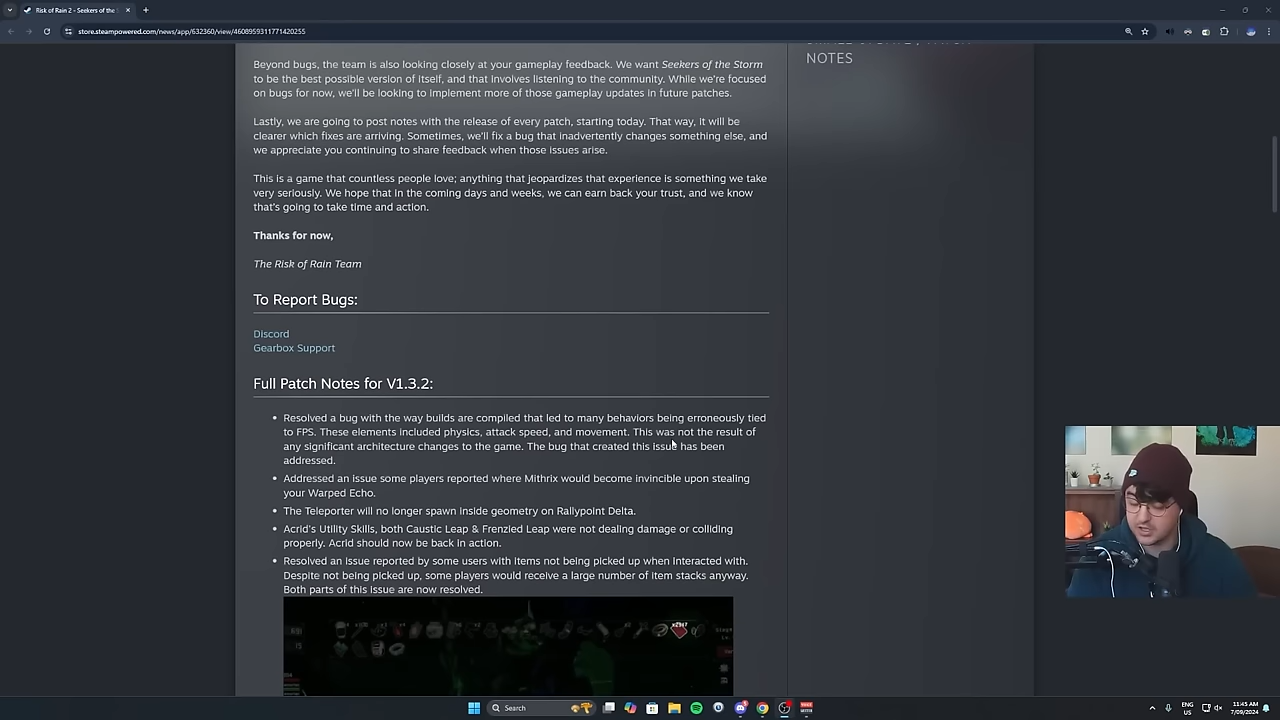 Risk of Rain 2 - Seekers of the S
store.steampowered.com/news/app/632360/view/4608959311771420255
NOTES
Beyond bugs, the team is also looking closely at your gameplay feedback. We want Seekers of the Storm
to be the best possible version of itself, and that involves listening to the community. While we're focused
on bugs for now, we'll be looking to implement more of those gameplay updates in future patches.
Lastly, we are going to post notes with the release of every patch, starting today. That way, it will be
clearer which fixes are arriving. Sometimes, we'll fix a bug that inadvertently changes something else, and
we appreciate you continuing to share feedback when those issues arise.
This is a game that countless people love; anything that jeopardizes that experience is something we take
very seriously. We hope that in the coming days and weeks, we can earn back your trust, and we know
that's going to take time and action.
Thanks for now,
The Risk of Rain Team
To Report Bugs:
Discord
Gearbox Support
Full Patch Notes for V1.3.2:
• Resolved a bug with the way builds are compiled that led to many behaviors being erroneously tied
to FPS. These elements included physics, attack speed, and movement. This was not the result of
any significant architecture changes to the game. The bug that created this issue has been
addressed.
• Addressed an issue some players reported where Mithrix would become invincible upon stealing
your Warped Echo.
• The Teleporter will no longer spawn inside geometry on Rallypoint Delta.
• Acrid's Utility Skills, both Caustic Leap & Frenzied Leap were not dealing damage or colliding
properly. Acrid should now be back in action.
• Resolved an issue reported by some users with items not being picked up when interacted with.
Despite not being picked up, some players would receive a large number of item stacks anyway.
Both parts of this issue are now resolved.
Search
ENG
US
11:45 AM
7/09/2024